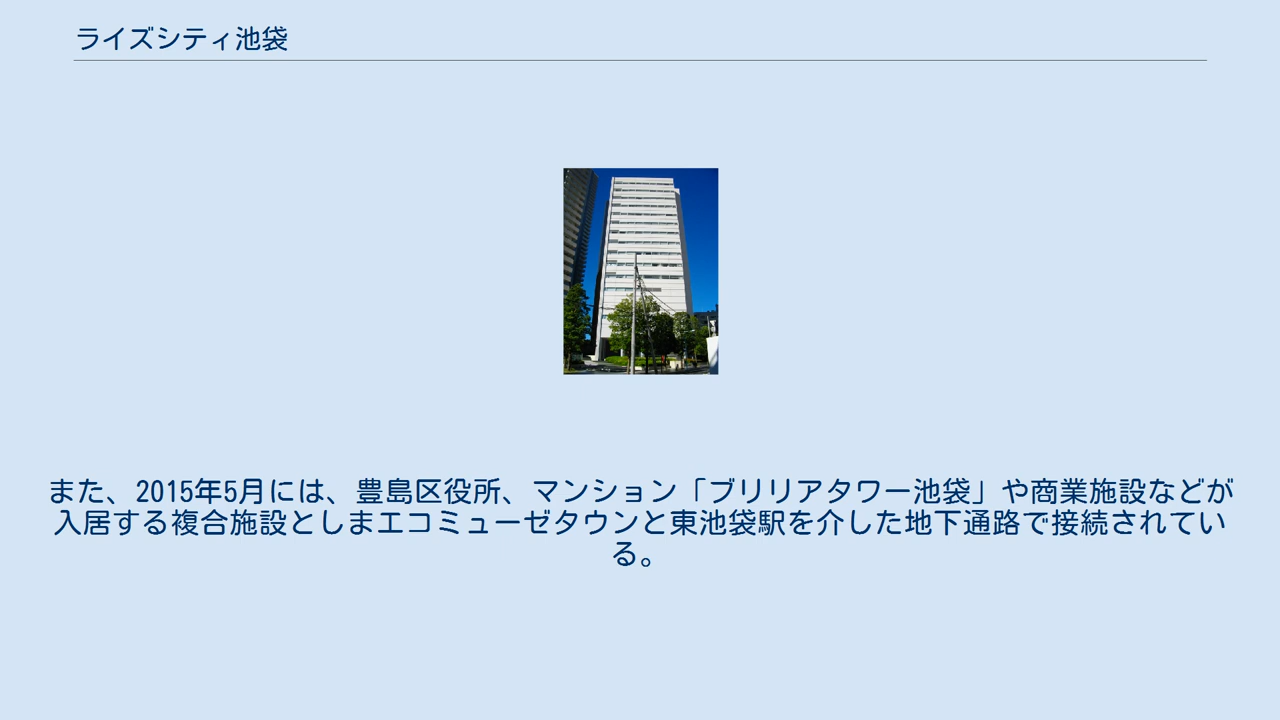 ライズシティ池袋
また、2015年5月には、豊島区役所、マンション「ブリリアタワー池袋」や商業施設などが
入居する複合施設としまエコミューゼタウンと東池袋駅を介した地下通路で接続されてい
る。